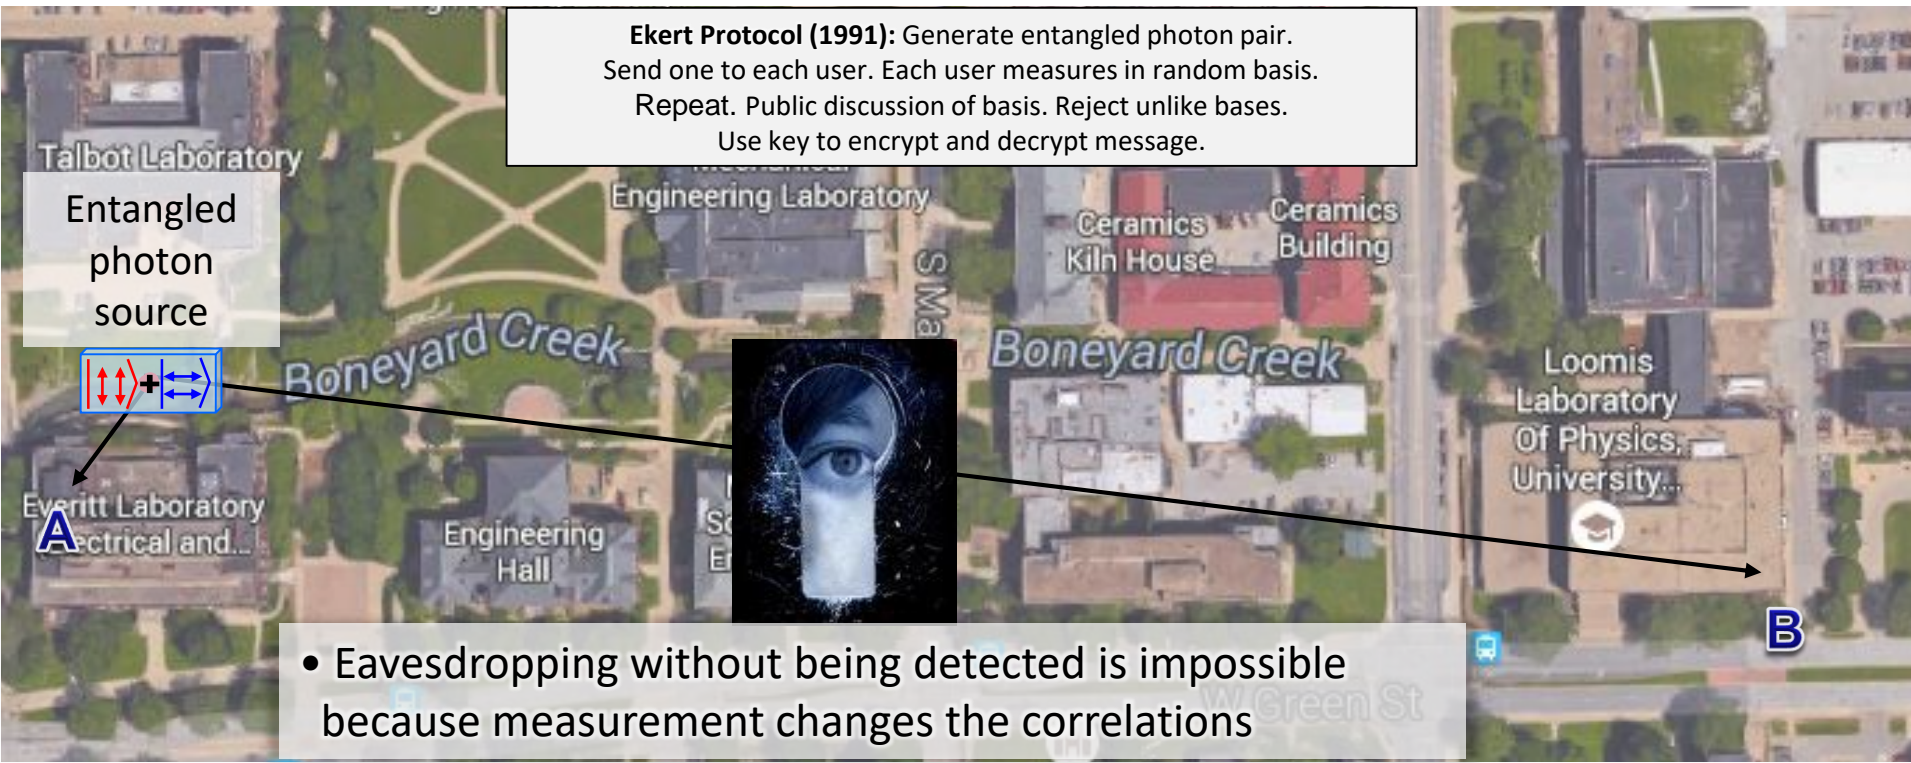 Ekert Protocol (1991): Generate entangled photon pair.
Send one to each user. Each user measures in random basis.
Repeat. Public discussion of basis. Reject unlike bases.
Use key to encrypt and decrypt message.
Talbot Laboratory
Entangled
photon
source
Mechanical
Engineering Laboratory
Ceramics
Kiln House
Ceramics
Building
S Ma
Boneyard Creek
Boneyard Creek
+
Loomis
Laboratory
Of Physics,
University...
Everitt Laboratory
ectrical and...
A
Engineering
Hall
B
• Eavesdropping without being detected is impossible
because measurement changes the correlations
W Green St